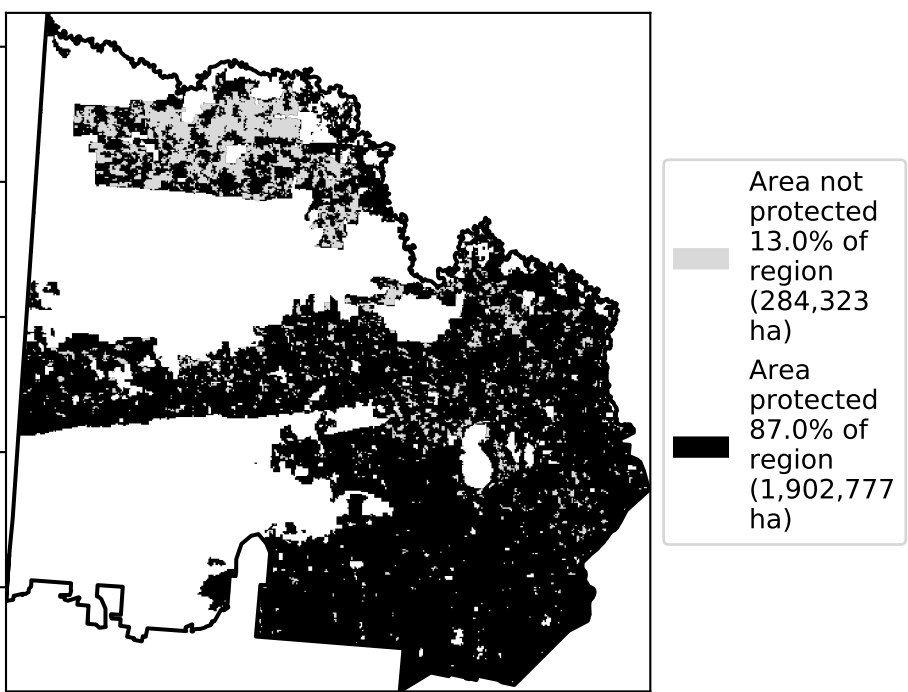 Area not
protected
13.0% of
region
(284,323
ha)
Area
protected
87.0% of
region
(1,902,777
ha)